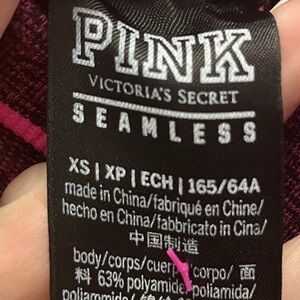 PINK
VICTORIA'S SECRET
SEAMLESS
XS | XP | ECH | 165/64A
made in China/fabriqué en Chine/
hecho en China/fabbricato in Cina/
中国制造
body/corps/cuerpo/corpo/ 面
料 63% polyamide/poliamida/